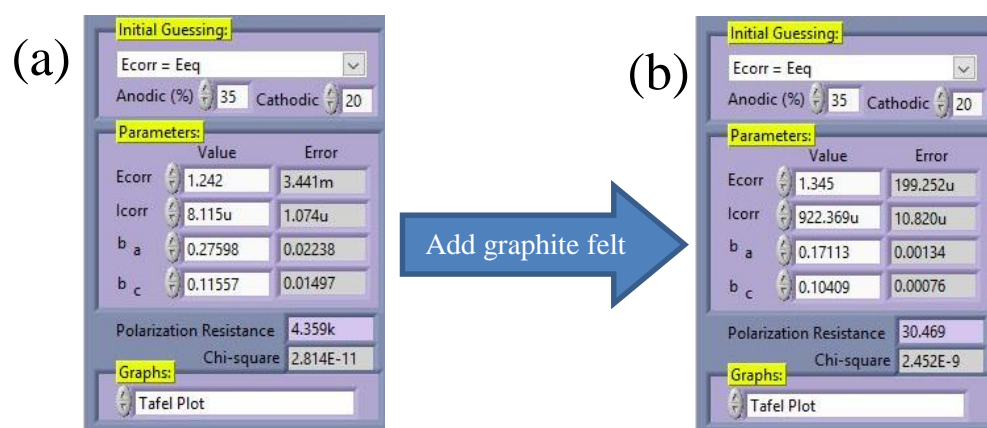 (a)
Initial Guessing:
Ecorr = Eeq
Anodic (%) 35 Cathodic 20
Parameters:
Value Error
Ecorr 1.242 3.441m
Icorr 8.115u 1.074u
b a 0.27598 0.02238
b c 0.11557 0.01497
Polarization Resistance 4.359k
Chi-square 2.814E-11
Graphs:
Tafel Plot
Add graphite felt
(b)
Initial Guessing:
Ecorr = Eeq
Anodic (%) 35 Cathodic 20
Parameters:
Value Error
Ecorr 1.345 199.252u
Icorr 922.369u 10.820u
b a 0.17113 0.00134
b c 0.10409 0.00076
Polarization Resistance 30.469
Chi-square 2.452E-9
Graphs:
Tafel Plot